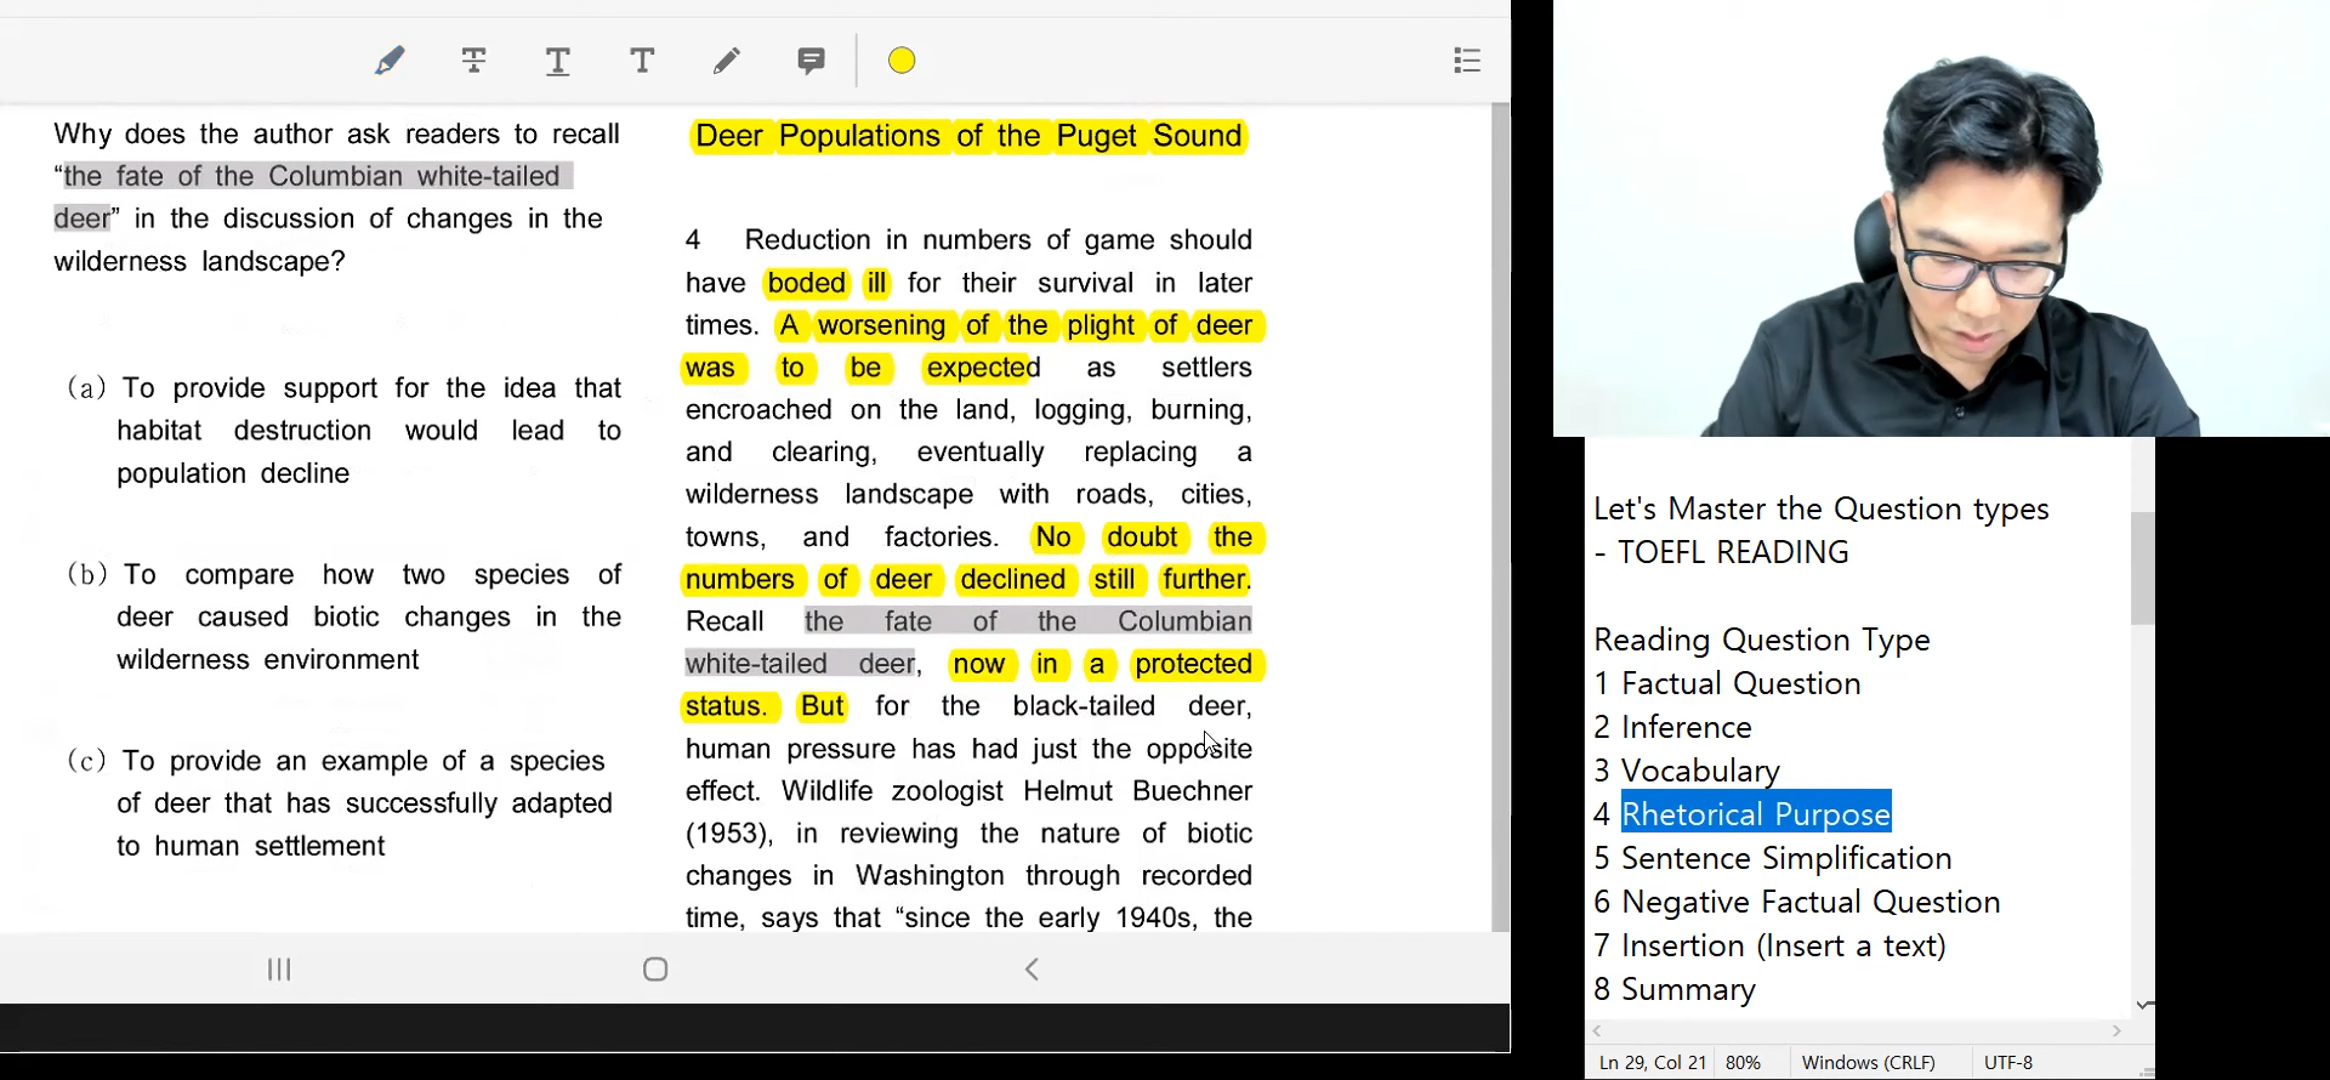 Why does the author ask readers to recall
“the fate of the Columbian white-tailed
deer” in the discussion of changes in the
wilderness landscape?
(a) To provide support for the idea that
habitat destruction would lead to
population decline
(b) To compare how two species of
deer caused biotic changes in the
wilderness environment
(c) To provide an example of a species
of deer that has successfully adapted
to human settlement
Deer Populations of the Puget Sound
4 Reduction in numbers of game should
have boded ill for their survival in later
times. A worsening of the plight of deer
was to be expected as settlers
encroached on the land, logging, burning,
and clearing, eventually replacing a
wilderness landscape with roads, cities,
towns, and factories. No doubt the
numbers of deer declined still further.
Recall the fate of the Columbian
white-tailed deer, now in a protected
status. But for the black-tailed deer,
human pressure has had just the opposite
effect. Wildlife zoologist Helmut Buechner
(1953), in reviewing the nature of biotic
changes in Washington through recorded
time, says that “since the early 1940s, the
Let's Master the Question types
- TOEFL READING
Reading Question Type
1 Factual Question
2 Inference
3 Vocabulary
4 Rhetorical Purpose
5 Sentence Simplification
6 Negative Factual Question
7 Insertion (Insert a text)
8 Summary
Ln 29, Col 21 80% Windows (CRLF) UTF-8